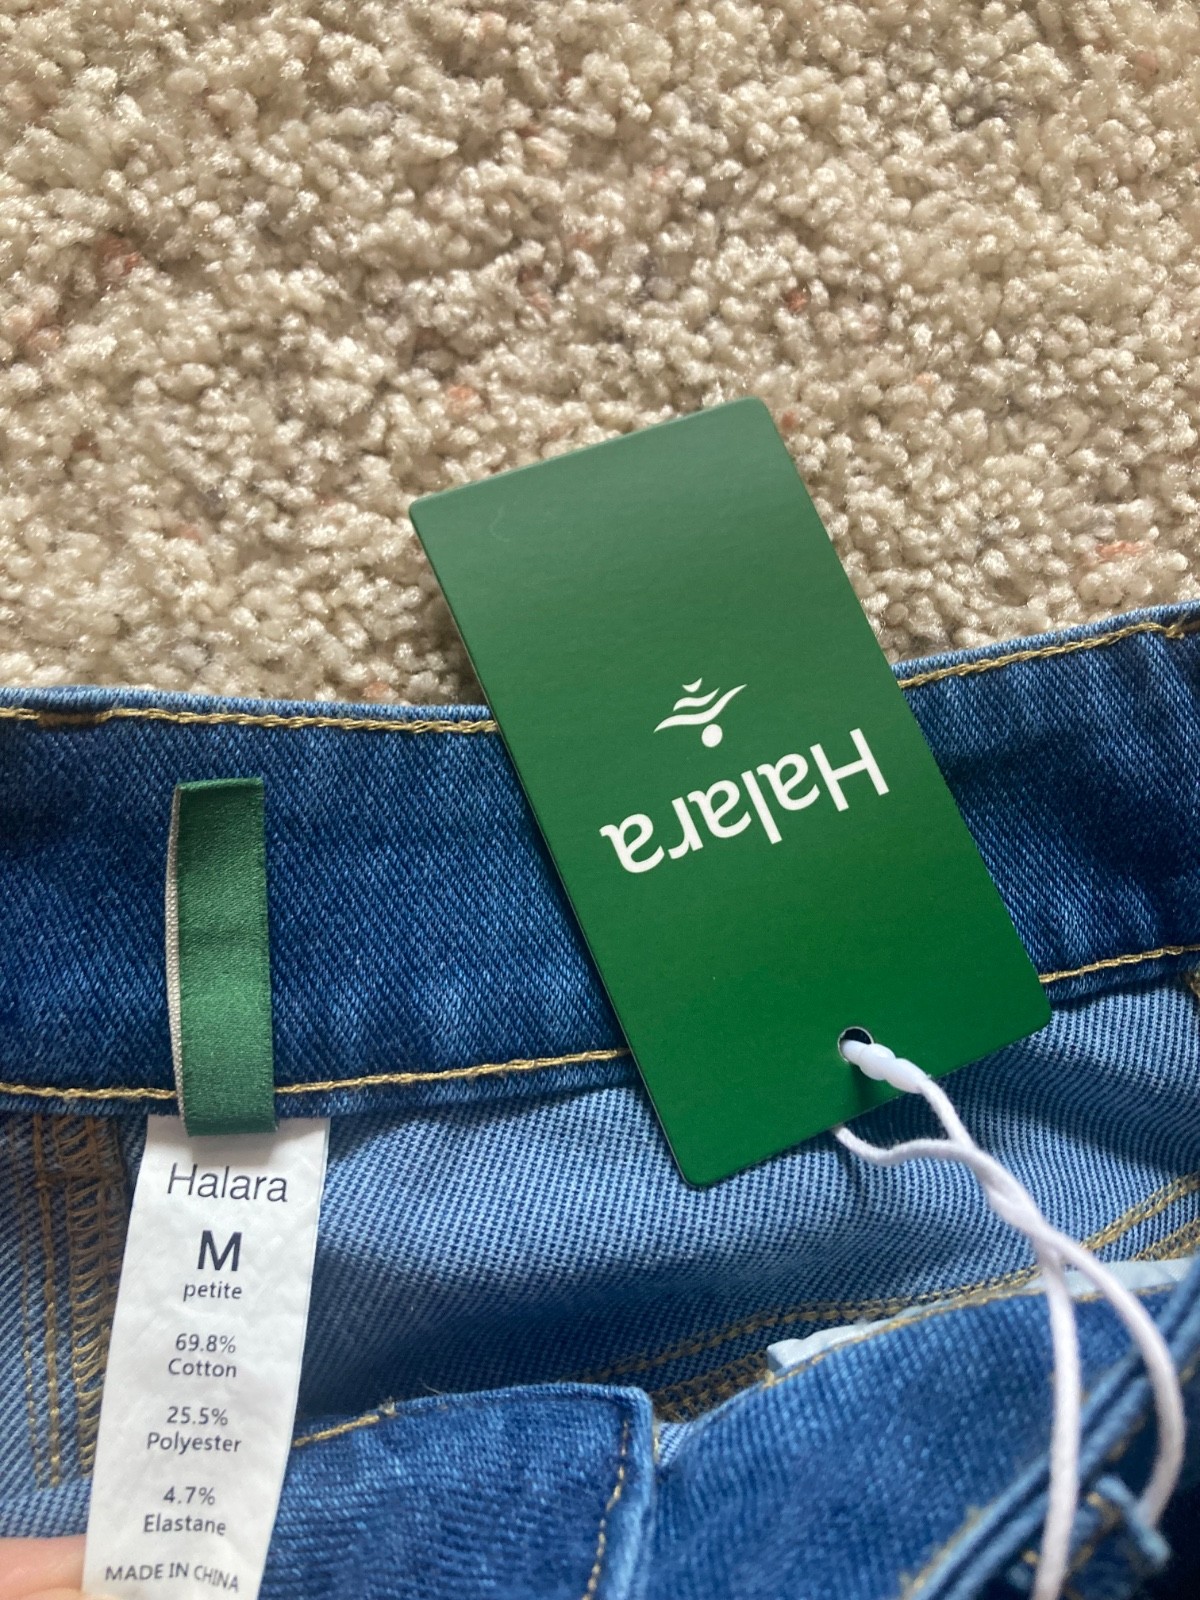 Halara
Halara
M
petite
69.8%
Cotton
25.5%
Polyester
4.7%
Elastane
MADE IN CHINA